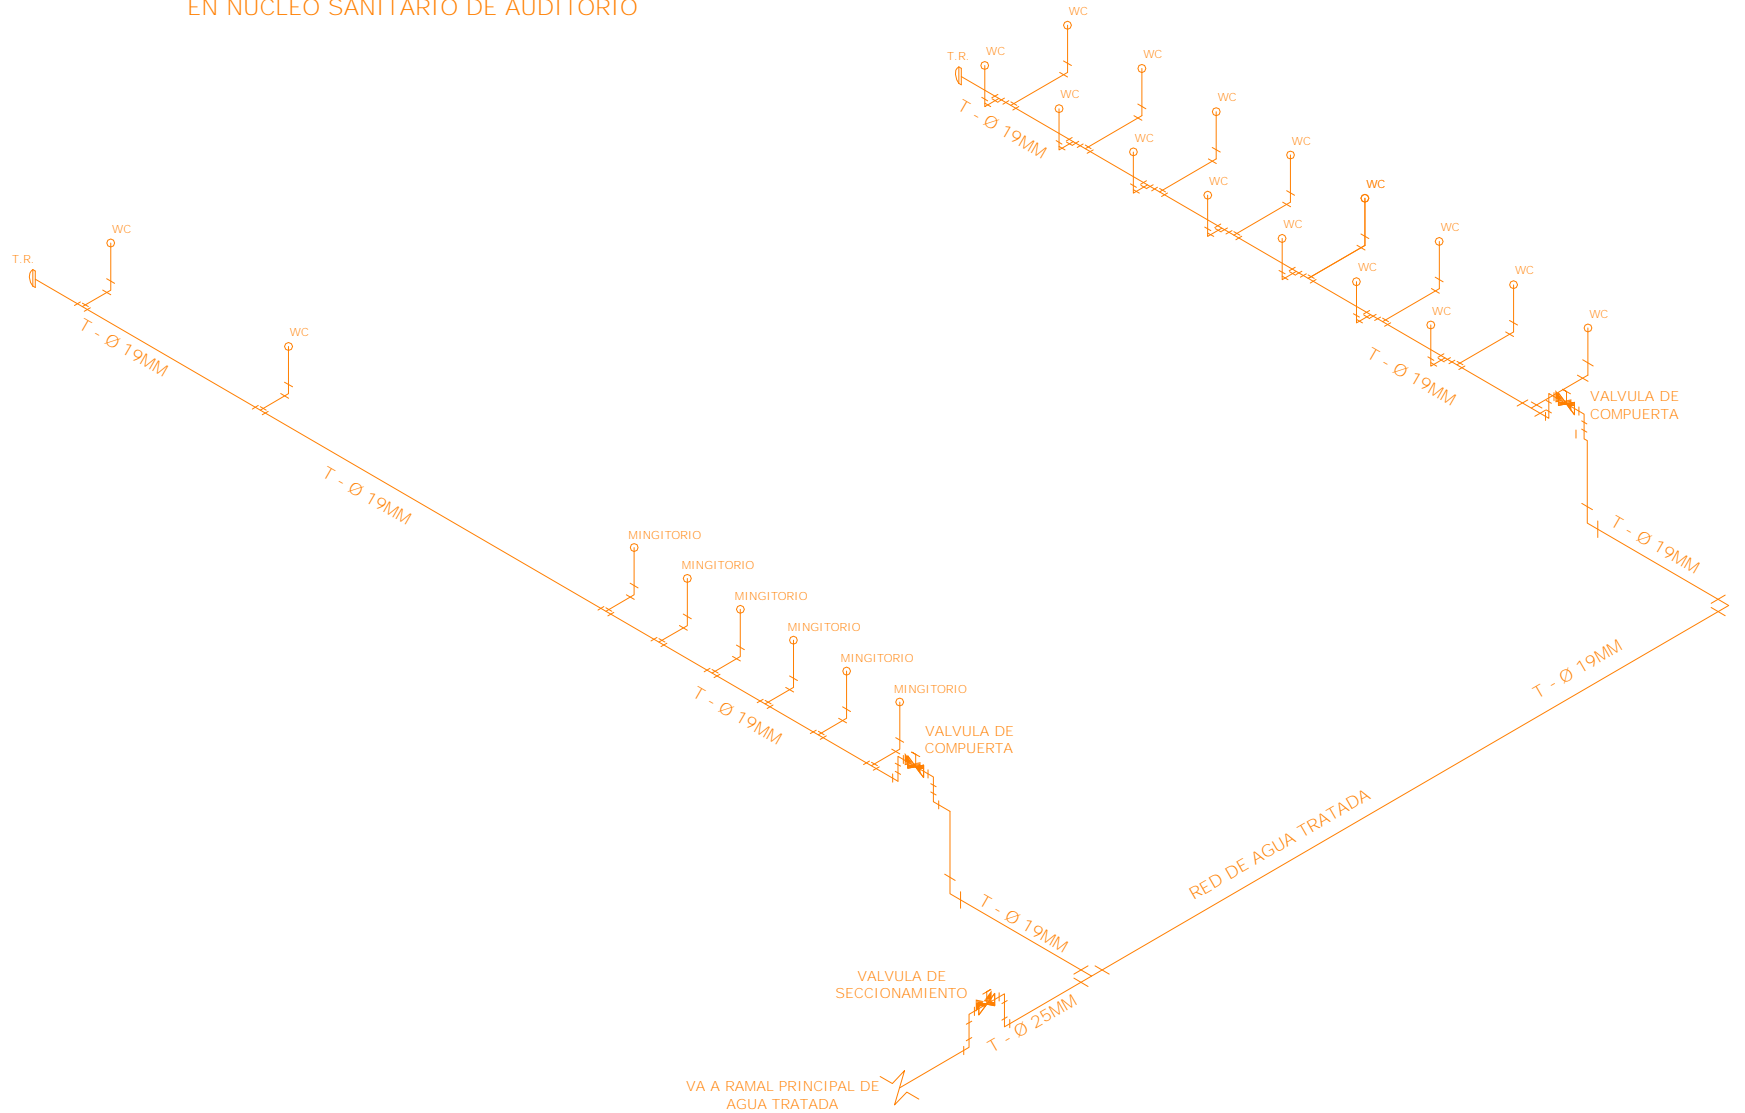 EN NUCLEO SANITARIO DE AUDITORIO
WC
WC
T.R.
WC
WC
WC
T - Ø 19MM
WC
WC
WC
WC
WC
WC
WC
WC
WC
WC
WC
T - Ø 19MM
VALVULA DE
COMPUERTA
T - Ø 19MM
T - Ø 19MM
RED DE AGUA TRATADA
WC
T.R.
T - Ø 19MM
WC
T - Ø 19MM
MINGITORIO
MINGITORIO
MINGITORIO
MINGITORIO
MINGITORIO
MINGITORIO
T - Ø 19MM
VALVULA DE
COMPUERTA
T - Ø 19MM
VALVULA DE
SECCIONAMIENTO
T - Ø 25MM
VA A RAMAL PRINCIPAL DE
AGUA TRATADA